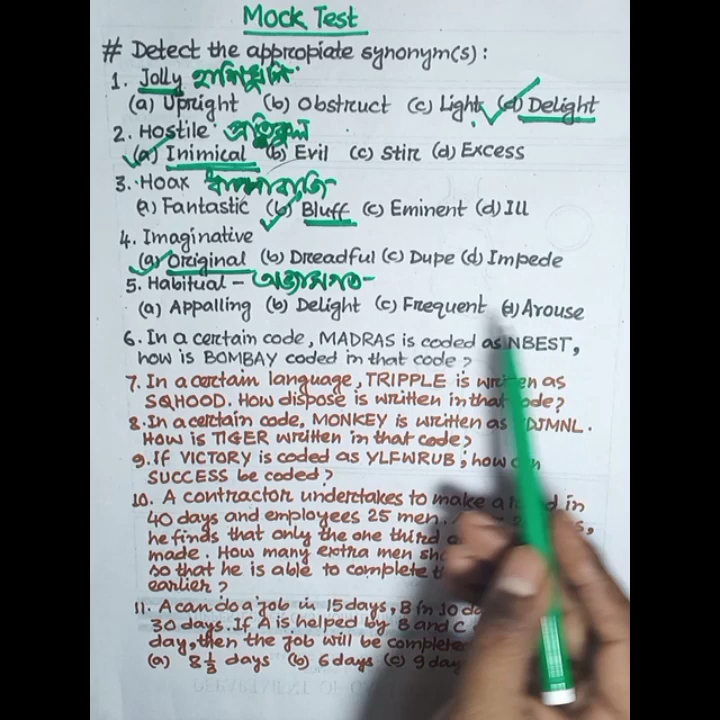 Mock Test
# Detect the appropiate synonym(s) :
1. Jolly হাসিখুশি
(a) Upright (b) Obstruct (c) Light (d) Delight
2. Hostile প্রতিকূল
(a) Inimical (b) Evil (c) Stir (d) Excess
3. Hoax ধাপ্পাবাজি
(a) Fantastic (b) Bluff (c) Eminent (d) Ill
4. Imaginative
(a) Original (b) Dreadful (c) Dupe (d) Impede
5. Habitual – অভ্যাসগত-
(a) Appalling (b) Delight (c) Frequent (d) Arouse
6. In a certain code, MADRAS is coded as NBEST,
how is BOMBAY coded in that code ?
7. In a certain language, TRIPPLE is written as
SQHOOD. How dispose is written in that code?
8. In a certain code, MONKEY is written as XDJMNL.
How is TIGER written in that code?
9. If VICTORY is coded as YLFWRUB ; how can
SUCCESS be coded ?
10. A contractor undertakes to make a road in
40 days and employees 25 men.
he finds that only the one third
made. How many extra men
so that he is able to complete
earlier ?
11. A can do a job in 15 days, B in 10
30 days. If A is helped by B and C
day, then the job will be complete
(a) 8 1/3 days (b) 6 days (c) 9 day